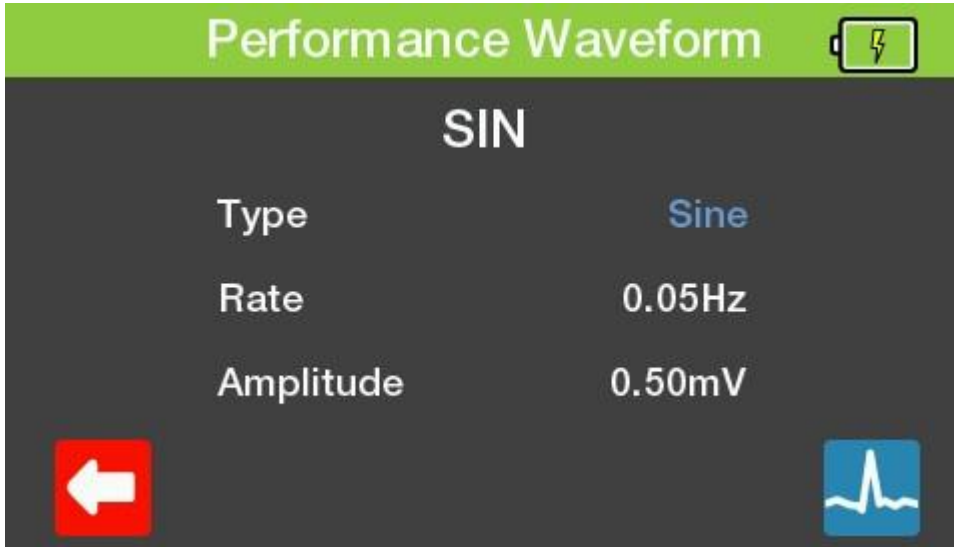 Performance Waveform
SIN
Type Sine
Rate 0.05Hz
Amplitude 0.50mV